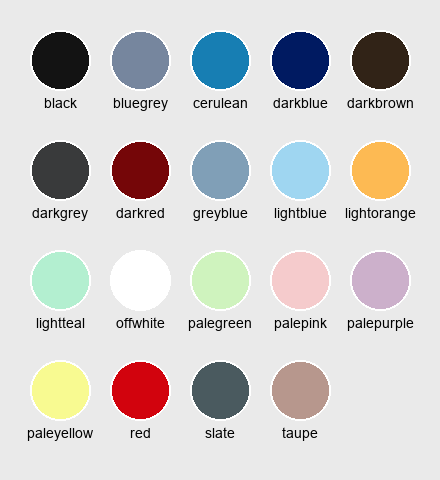 black bluegrey cerulean darkblue darkbrown
darkgrey darkred greyblue lightblue lightorange
lightteal offwhite palegreen palepink palepurple
paleyellow red slate taupe